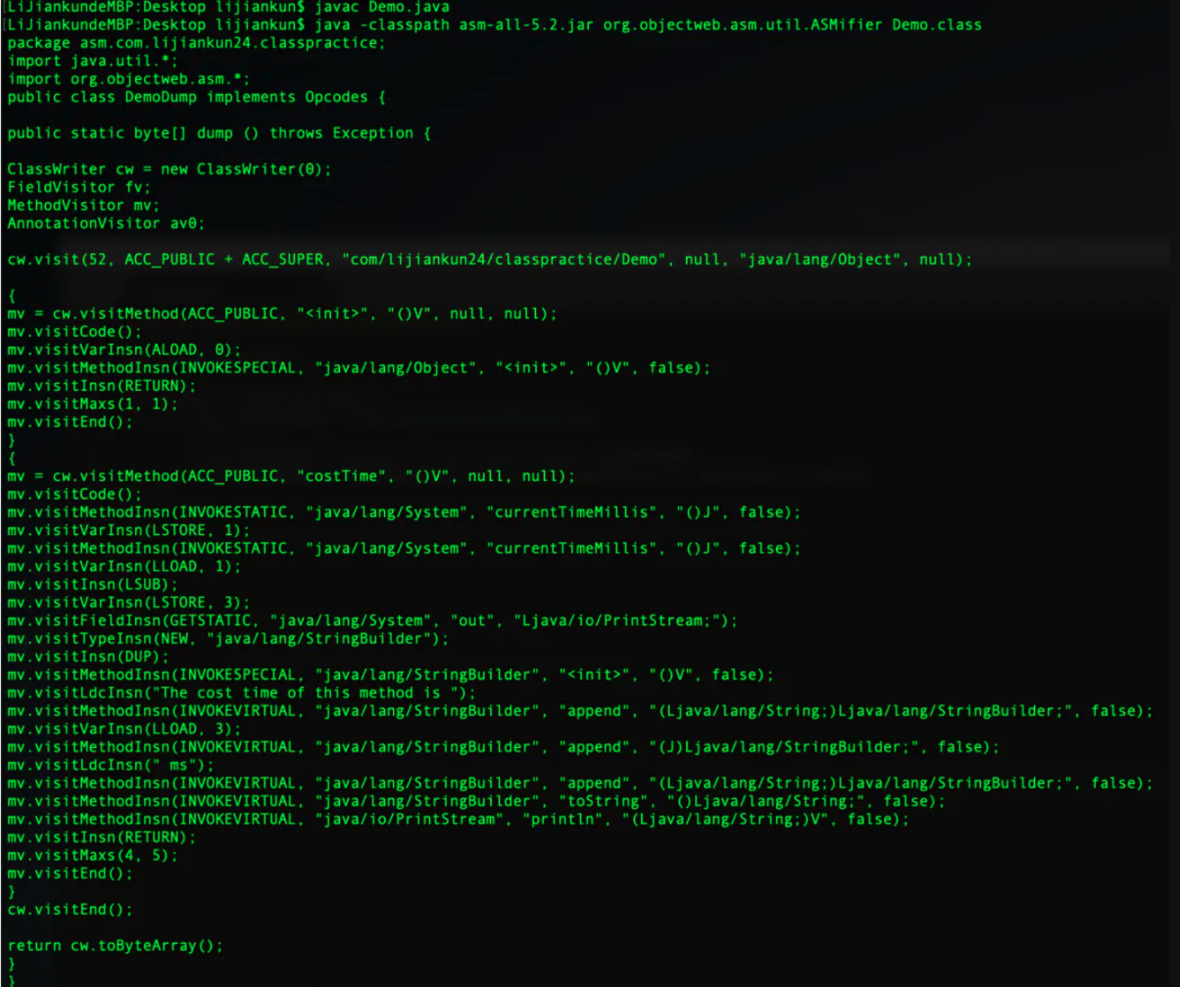 [LiJiankundeMBP:Desktop lijiankun$ javac Demo.java
[LiJiankundeMBP:Desktop lijiankun$ java -classpath asm-all-5.2.jar org.objectweb.asm.util.ASMifier Demo.class
package asm.com.lijiankun24.classpractice;
import java.util.*;
import org.objectweb.asm.*;
public class DemoDump implements Opcodes {
public static byte[] dump () throws Exception {
ClassWriter cw = new ClassWriter(0);
FieldVisitor fv;
MethodVisitor mv;
AnnotationVisitor av0;
cw.visit(52, ACC_PUBLIC + ACC_SUPER, "com/lijiankun24/classpractice/Demo", null, "java/lang/Object", null);
{
mv = cw.visitMethod(ACC_PUBLIC, "<init>", "()V", null, null);
mv.visitCode();
mv.visitVarInsn(ALOAD, 0);
mv.visitMethodInsn(INVOKESPECIAL, "java/lang/Object", "<init>", "()V", false);
mv.visitInsn(RETURN);
mv.visitMaxs(1, 1);
mv.visitEnd();
}
{
mv = cw.visitMethod(ACC_PUBLIC, "costTime", "()V", null, null);
mv.visitCode();
mv.visitMethodInsn(INVOKESTATIC, "java/lang/System", "currentTimeMillis", "()J", false);
mv.visitVarInsn(LSTORE, 1);
mv.visitMethodInsn(INVOKESTATIC, "java/lang/System", "currentTimeMillis", "()J", false);
mv.visitVarInsn(LLOAD, 1);
mv.visitInsn(LSUB);
mv.visitVarInsn(LSTORE, 3);
mv.visitFieldInsn(GETSTATIC, "java/lang/System", "out", "Ljava/io/PrintStream;");
mv.visitTypeInsn(NEW, "java/lang/StringBuilder");
mv.visitInsn(DUP);
mv.visitMethodInsn(INVOKESPECIAL, "java/lang/StringBuilder", "<init>", "()V", false);
mv.visitLdcInsn("The cost time of this method is ");
mv.visitMethodInsn(INVOKEVIRTUAL, "java/lang/StringBuilder", "append", "(Ljava/lang/String;)Ljava/lang/StringBuilder;", false);
mv.visitVarInsn(LLOAD, 3);
mv.visitMethodInsn(INVOKEVIRTUAL, "java/lang/StringBuilder", "append", "(J)Ljava/lang/StringBuilder;", false);
mv.visitLdcInsn(" ms");
mv.visitMethodInsn(INVOKEVIRTUAL, "java/lang/StringBuilder", "append", "(Ljava/lang/String;)Ljava/lang/StringBuilder;", false);
mv.visitMethodInsn(INVOKEVIRTUAL, "java/lang/StringBuilder", "toString", "()Ljava/lang/String;", false);
mv.visitMethodInsn(INVOKEVIRTUAL, "java/io/PrintStream", "println", "(Ljava/lang/String;)V", false);
mv.visitInsn(RETURN);
mv.visitMaxs(4, 5);
mv.visitEnd();
}
cw.visitEnd();
return cw.toByteArray();
}
}